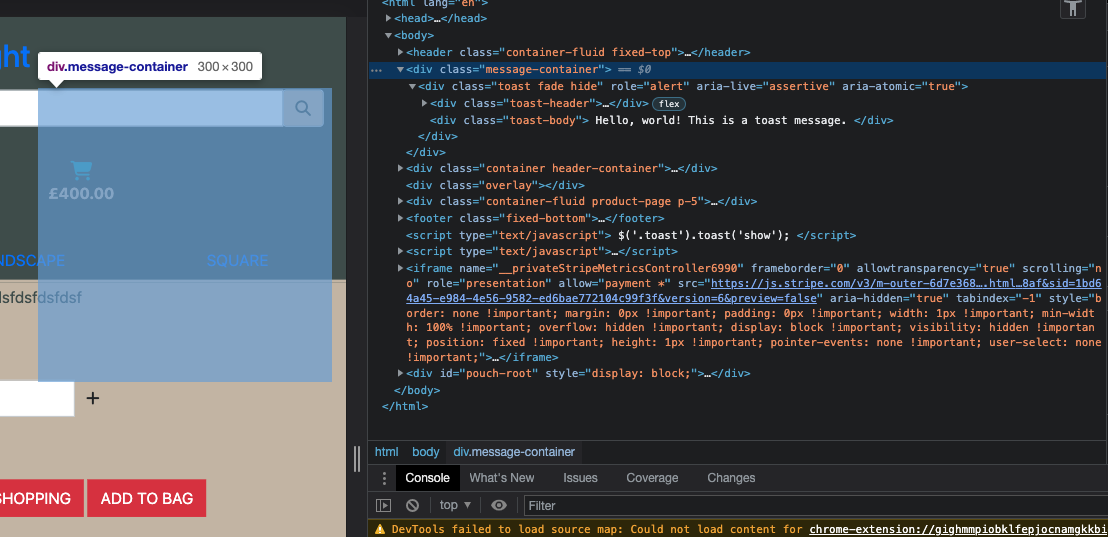 ght
div.message-container 300 × 300
£400.00
NDSCAPE SQUARE
dsfdsfdsfdsf
+
SHOPPING ADD TO BAG
<html lang="en">
<head>…</head>
<body>
<header class="container-fluid fixed-top">…</header>
<div class="message-container"> == $0
<div class="toast fade hide" role="alert" aria-live="assertive" aria-atomic="true">
<div class="toast-header">…</div> flex
<div class="toast-body"> Hello, world! This is a toast message. </div>
</div>
</div>
<div class="container header-container">…</div>
<div class="overlay"></div>
<div class="container-fluid product-page p-5">…</div>
<footer class="fixed-bottom">…</footer>
<script type="text/javascript"> $('.toast').toast('show'); </script>
<script type="text/javascript">…</script>
<iframe name="__privateStripeMetricsController6990" frameborder="0" allowtransparency="true" scrolling="n
o" role="presentation" allow="payment *" src="https://js.stripe.com/v3/m-outer-6d7e368….html…8af&sid=1bd6
4a45-e984-4e56-9582-ed6bae772104c99f3f&version=6&preview=false" aria-hidden="true" tabindex="-1" style="b
order: none !important; margin: 0px !important; padding: 0px !important; width: 1px !important; min-widt
h: 100% !important; overflow: hidden !important; display: block !important; visibility: hidden !importan
t; position: fixed !important; height: 1px !important; pointer-events: none !important; user-select: none
!important;">…</iframe>
<div id="pouch-root" style="display: block;">…</div>
</body>
</html>
html body div.message-container
Console What's New Issues Coverage Changes
top ▼ Filter
DevTools failed to load source map: Could not load content for chrome-extension://gighmmpiobklfepjocnamgkkbi